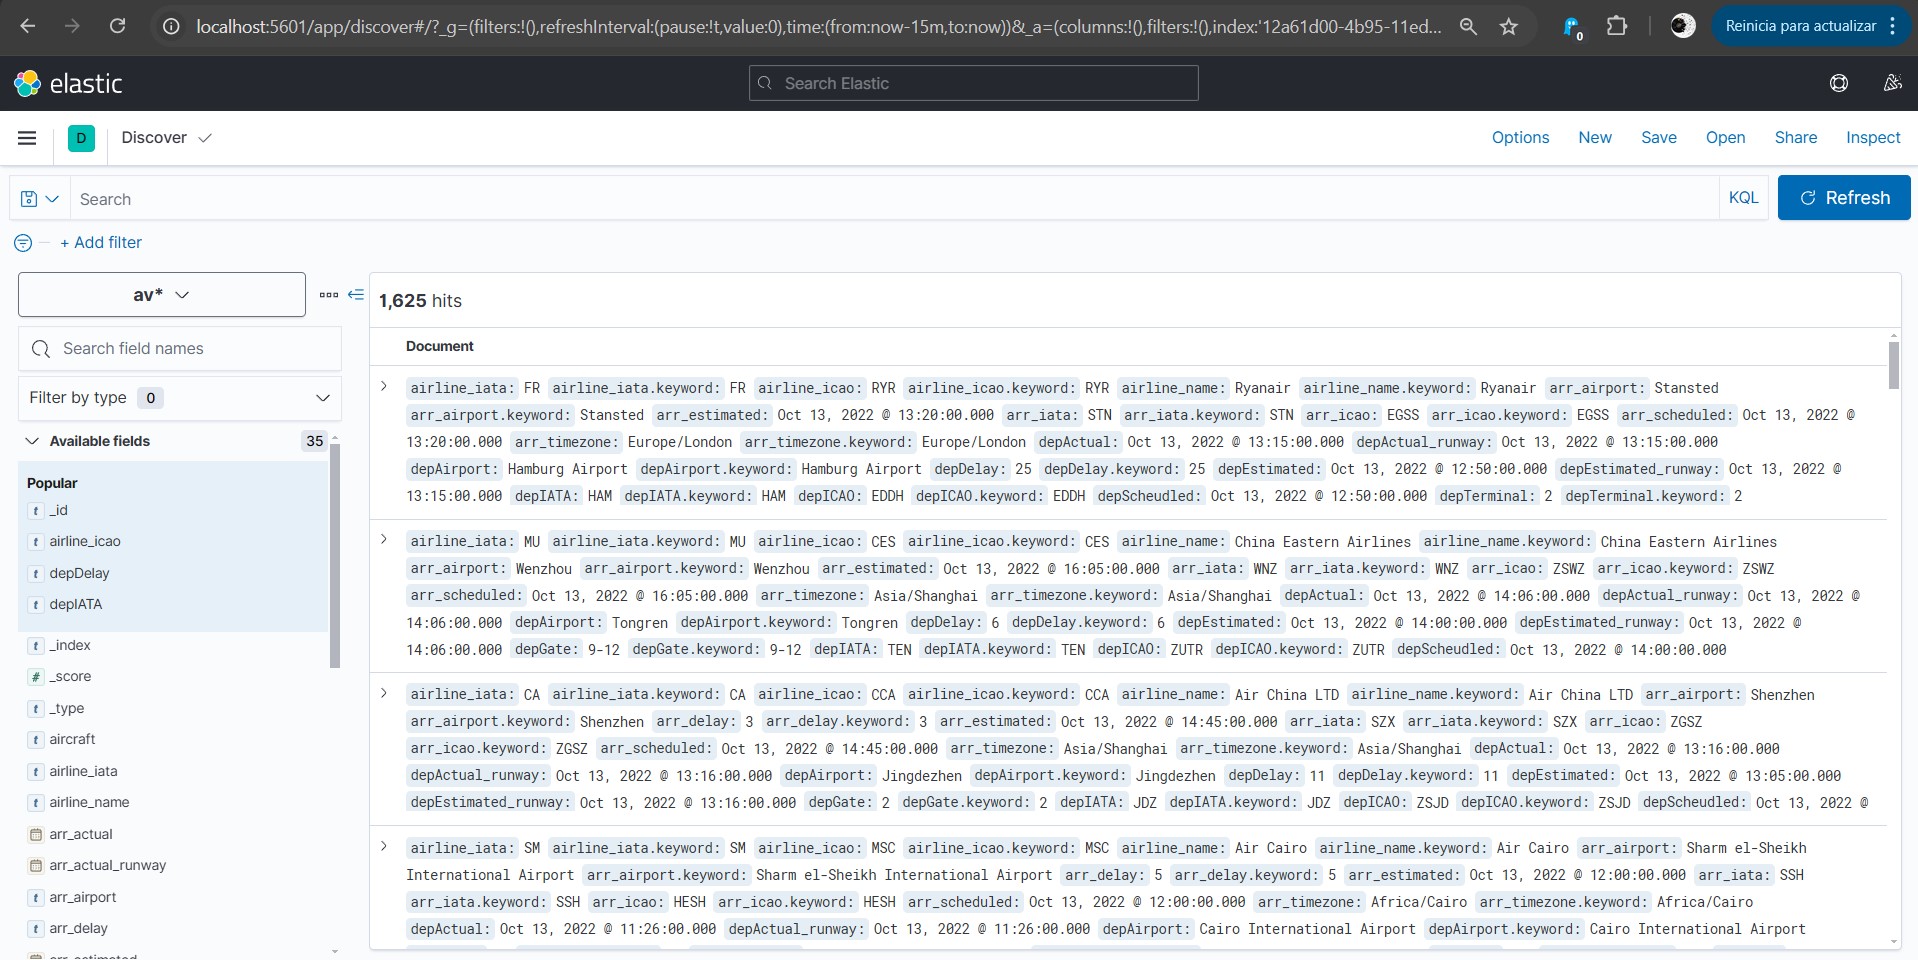 localhost:5601/app/discover#/?_g=(filters:!(),refreshInterval:(pause:!t,value:0),time:(from:now-15m,to:now))&_a=(columns:!(),filters:!(),index:'12a61d00-4b95-11ed...
0
Reinicia para actualizar
elastic
Search Elastic
D Discover
Options New Save Open Share Inspect
Search
KQL
Refresh
+ Add filter
av*
Search field names
Filter by type 0
Available fields 35
Popular
t _id
t airline_icao
t depDelay
t depIATA
t _index
# _score
t _type
t aircraft
t airline_iata
t airline_name
arr_actual
arr_actual_runway
t arr_airport
t arr_delay
arr_estimated
1,625 hits
Document
airline_iata: FR airline_iata.keyword: FR airline_icao: RYR airline_icao.keyword: RYR airline_name: Ryanair airline_name.keyword: Ryanair arr_airport: Stansted
arr_airport.keyword: Stansted arr_estimated: Oct 13, 2022 @ 13:20:00.000 arr_iata: STN arr_iata.keyword: STN arr_icao: EGSS arr_icao.keyword: EGSS arr_scheduled: Oct 13, 2022 @
13:20:00.000 arr_timezone: Europe/London arr_timezone.keyword: Europe/London depActual: Oct 13, 2022 @ 13:15:00.000 depActual_runway: Oct 13, 2022 @ 13:15:00.000
depAirport: Hamburg Airport depAirport.keyword: Hamburg Airport depDelay: 25 depDelay.keyword: 25 depEstimated: Oct 13, 2022 @ 12:50:00.000 depEstimated_runway: Oct 13, 2022 @
13:15:00.000 depIATA: HAM depIATA.keyword: HAM depICAO: EDDH depICAO.keyword: EDDH depScheudled: Oct 13, 2022 @ 12:50:00.000 depTerminal: 2 depTerminal.keyword: 2
airline_iata: MU airline_iata.keyword: MU airline_icao: CES airline_icao.keyword: CES airline_name: China Eastern Airlines airline_name.keyword: China Eastern Airlines
arr_airport: Wenzhou arr_airport.keyword: Wenzhou arr_estimated: Oct 13, 2022 @ 16:05:00.000 arr_iata: WNZ arr_iata.keyword: WNZ arr_icao: ZSWZ arr_icao.keyword: ZSWZ
arr_scheduled: Oct 13, 2022 @ 16:05:00.000 arr_timezone: Asia/Shanghai arr_timezone.keyword: Asia/Shanghai depActual: Oct 13, 2022 @ 14:06:00.000 depActual_runway: Oct 13, 2022 @
14:06:00.000 depAirport: Tongren depAirport.keyword: Tongren depDelay: 6 depDelay.keyword: 6 depEstimated: Oct 13, 2022 @ 14:00:00.000 depEstimated_runway: Oct 13, 2022 @
14:06:00.000 depGate: 9-12 depGate.keyword: 9-12 depIATA: TEN depIATA.keyword: TEN depICAO: ZUTR depICAO.keyword: ZUTR depScheudled: Oct 13, 2022 @ 14:00:00.000
airline_iata: CA airline_iata.keyword: CA airline_icao: CCA airline_icao.keyword: CCA airline_name: Air China LTD airline_name.keyword: Air China LTD arr_airport: Shenzhen
arr_airport.keyword: Shenzhen arr_delay: 3 arr_delay.keyword: 3 arr_estimated: Oct 13, 2022 @ 14:45:00.000 arr_iata: SZX arr_iata.keyword: SZX arr_icao: ZGSZ
arr_icao.keyword: ZGSZ arr_scheduled: Oct 13, 2022 @ 14:45:00.000 arr_timezone: Asia/Shanghai arr_timezone.keyword: Asia/Shanghai depActual: Oct 13, 2022 @ 13:16:00.000
depActual_runway: Oct 13, 2022 @ 13:16:00.000 depAirport: Jingdezhen depAirport.keyword: Jingdezhen depDelay: 11 depDelay.keyword: 11 depEstimated: Oct 13, 2022 @ 13:05:00.000
depEstimated_runway: Oct 13, 2022 @ 13:16:00.000 depGate: 2 depGate.keyword: 2 depIATA: JDZ depIATA.keyword: JDZ depICAO: ZSJD depICAO.keyword: ZSJD depScheudled: Oct 13, 2022 @
airline_iata: SM airline_iata.keyword: SM airline_icao: MSC airline_icao.keyword: MSC airline_name: Air Cairo airline_name.keyword: Air Cairo arr_airport: Sharm el-Sheikh
International Airport arr_airport.keyword: Sharm el-Sheikh International Airport arr_delay: 5 arr_delay.keyword: 5 arr_estimated: Oct 13, 2022 @ 12:00:00.000 arr_iata: SSH
arr_iata.keyword: SSH arr_icao: HESH arr_icao.keyword: HESH arr_scheduled: Oct 13, 2022 @ 12:00:00.000 arr_timezone: Africa/Cairo arr_timezone.keyword: Africa/Cairo
depActual: Oct 13, 2022 @ 11:26:00.000 depActual_runway: Oct 13, 2022 @ 11:26:00.000 depAirport: Cairo International Airport depAirport.keyword: Cairo International Airport